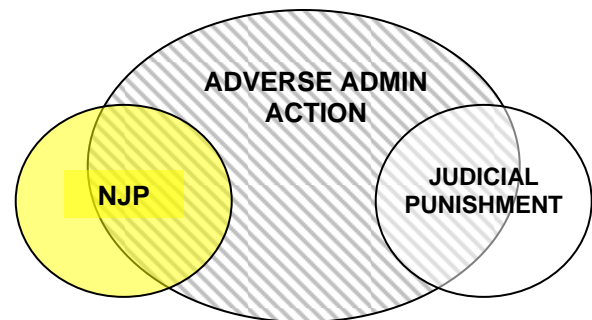 ADVERSE ADMIN
ACTION
NJP
JUDICIAL
PUNISHMENT